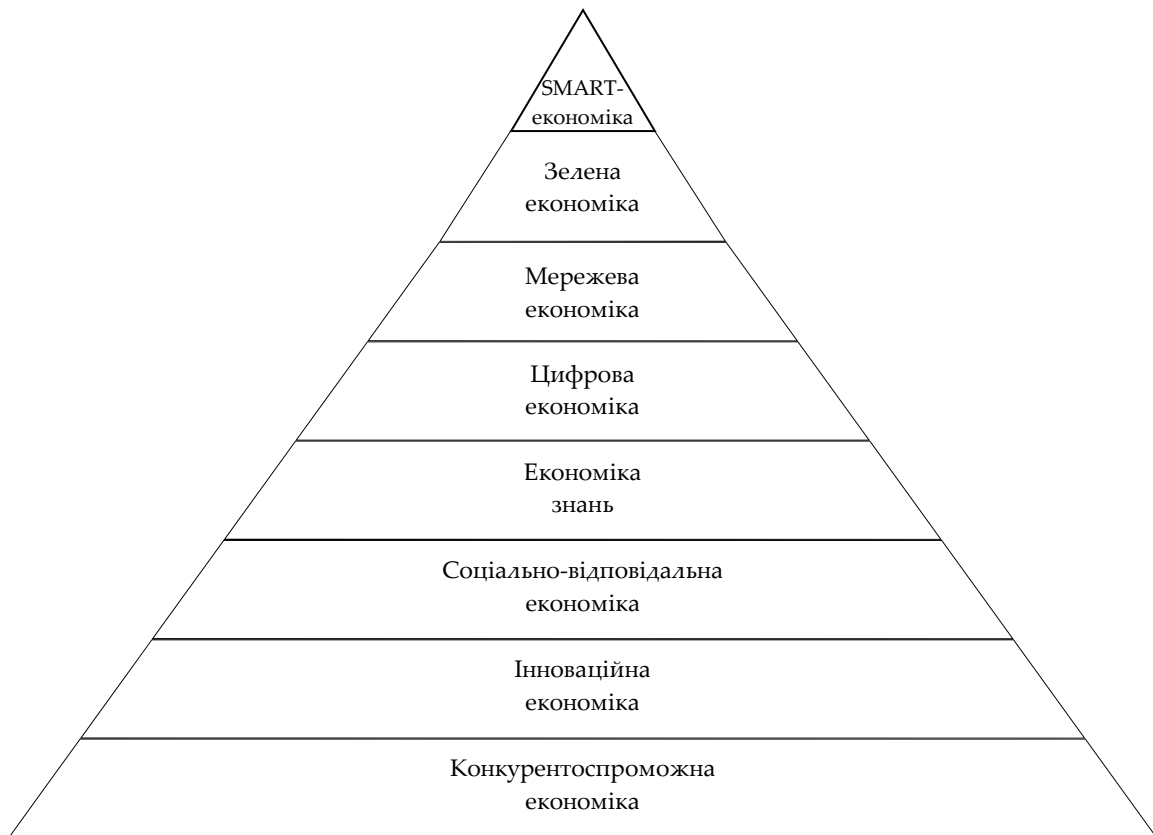 SMART-
економіка
Зелена
економіка
Мережева
економіка
Цифрова
економіка
Економіка
знань
Соціально-відповідальна
економіка
Інноваційна
економіка
Конкурентоспроможна
економіка